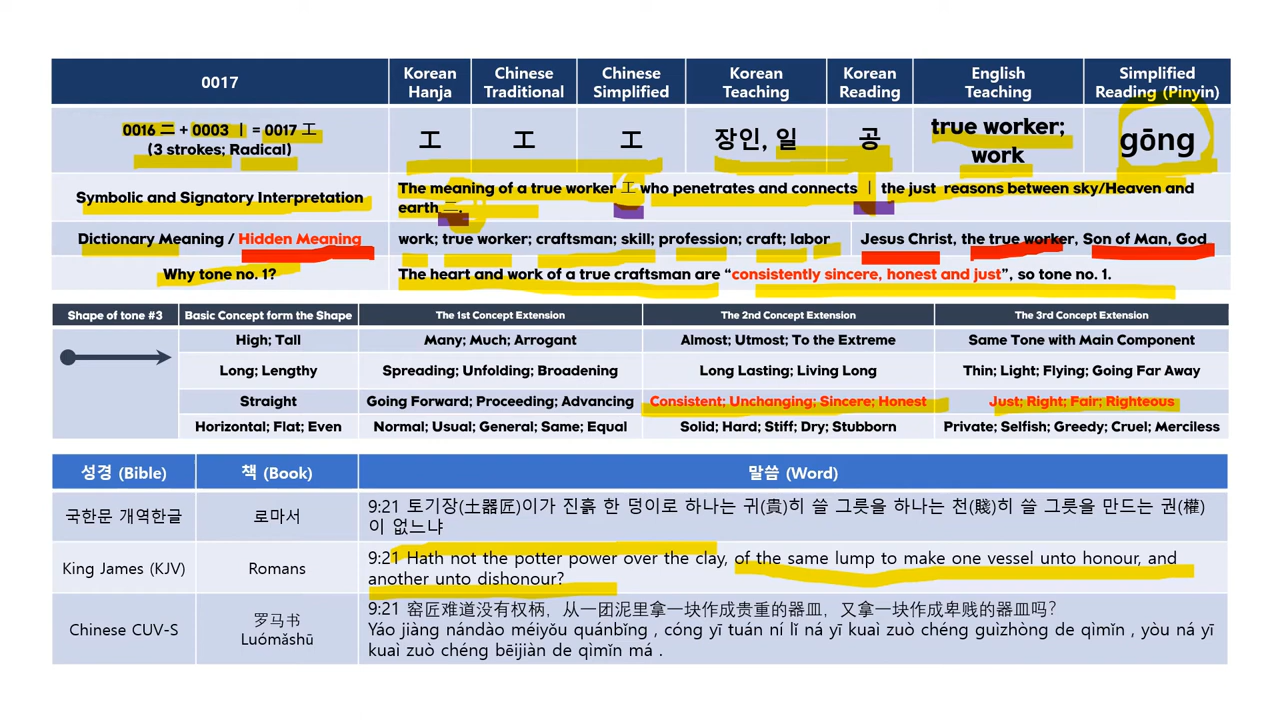 0017
Korean Hanja
Chinese Traditional
Chinese Simplified
Korean Teaching
Korean Reading
English Teaching
Simplified Reading (Pinyin)
0016 二 + 0003 丨 = 0017 工
(3 strokes; Radical)
工
工
工
장인, 일
공
true worker;
work
gōng
Symbolic and Signatory Interpretation
The meaning of a true worker 工 who penetrates and connects 丨 the just reasons between sky/Heaven and
earth 二.
Dictionary Meaning / Hidden Meaning
work; true worker; craftsman; skill; profession; craft; labor
Jesus Christ, the true worker, Son of Man, God
Why tone no. 1?
The heart and work of a true craftsman are “consistently sincere, honest and just”, so tone no. 1.
Shape of tone #3
Basic Concept form the Shape
The 1st Concept Extension
The 2nd Concept Extension
The 3rd Concept Extension
High; Tall
Many; Much; Arrogant
Almost; Utmost; To the Extreme
Same Tone with Main Component
Long; Lengthy
Spreading; Unfolding; Broadening
Long Lasting; Living Long
Thin; Light; Flying; Going Far Away
Straight
Going Forward; Proceeding; Advancing
Consistent; Unchanging; Sincere; Honest
Just; Right; Fair; Righteous
Horizontal; Flat; Even
Normal; Usual; General; Same; Equal
Solid; Hard; Stiff; Dry; Stubborn
Private; Selfish; Greedy; Cruel; Merciless
성경 (Bible)
책 (Book)
말씀 (Word)
국한문 개역한글
로마서
9:21 토기장(土器匠)이가 진흙 한 덩이로 하나는 귀(貴)히 쓸 그릇을 하나는 천(賤)히 쓸 그릇을 만드는 권(權)
이 없느냐
King James (KJV)
Romans
9:21 Hath not the potter power over the clay, of the same lump to make one vessel unto honour, and
another unto dishonour?
Chinese CUV-S
罗马书
Luómǎshū
9:21 窑匠难道没有权柄，从一团泥里拿一块作成贵重的器皿，又拿一块作成卑贱的器皿吗？
Yáo jiàng nándào méiyǒu quánbǐng , cóng yī tuán ní lǐ ná yī kuaì zuò chéng guìzhòng de qìmǐn , yòu ná yī
kuaì zuò chéng bēijiàn de qìmǐn má .